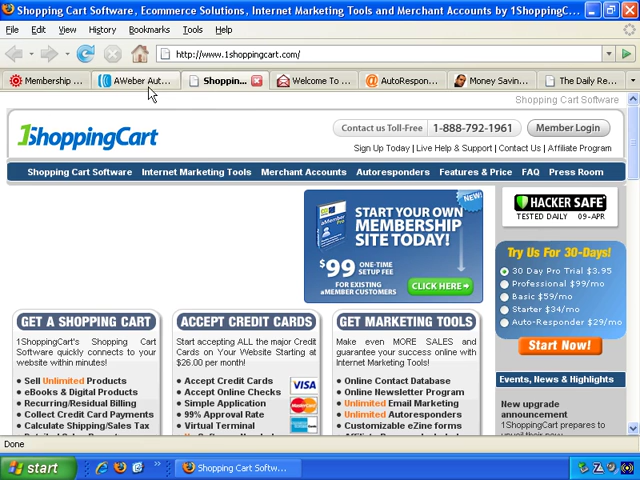 Shopping Cart Software, Ecommerce Solutions, Internet Marketing Tools and Merchant Accounts by 1ShoppingC...
File Edit View History Bookmarks Tools Help
http://www.1shoppingcart.com/
Membership ... AWeber Aut... Shoppin... Welcome To ... AutoRespon... Money Savin... The Daily Re...
Shopping Cart Software
1ShoppingCart
Contact us Toll-Free 1-888-792-1961 Member Login
Sign Up Today | Live Help & Support | Contact Us | Affiliate Program
Shopping Cart Software Internet Marketing Tools Merchant Accounts Autoresponders Features & Price FAQ Press Room
START YOUR OWN
MEMBERSHIP
SITE TODAY!
NEW!
$99 ONE-TIME
SETUP FEE
FOR EXISTING
aMEMBER CUSTOMERS
CLICK HERE
aMember
Pro
HACKER SAFE
TESTED DAILY 09-APR
Try Us For 30-Days!
30 Day Pro Trial $3.95
Professional $99/mo
Basic $59/mo
Starter $34/mo
Auto-Responder $29/mo
Start Now!
GET A SHOPPING CART
1ShoppingCart's Shopping Cart
Software quickly connects to your
website within minutes!
• Sell Unlimited Products
• eBooks & Digital Products
• Recurring/Residual Billing
• Collect Credit Card Payments
• Calculate Shipping/Sales Tax
ACCEPT CREDIT CARDS
Start accepting ALL the major Credit
Cards on Your Website Starting at
$26.00 per month!
• Accept Credit Cards
• Accept Online Checks
• Simple Application
• 99% Approval Rate
• Virtual Terminal
VISA
MasterCard
GET MARKETING TOOLS
Make even MORE SALES and
guarantee your success online with
Internet Marketing Tools!
• Online Contact Database
• Online Newsletter Program
• Unlimited Email Marketing
• Unlimited Autoresponders
• Customizable eZine forms
Events, News & Highlights
New upgrade
announcement
1ShoppingCart prepares to
Done
start Shopping Cart Softw...